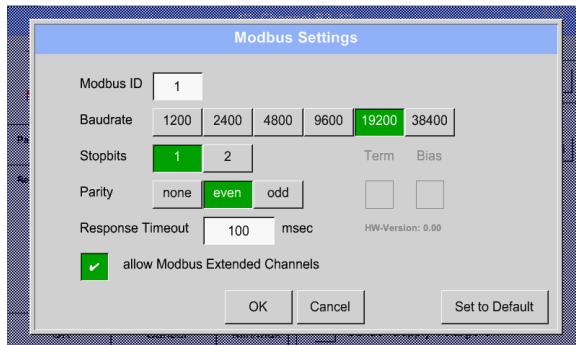 Modbus Settings
Modbus ID 1
Baudrate 1200 2400 4800 9600 19200 38400
Stopbits 1 2 Term Bias
Parity none even odd
Response Timeout 100 msec HW-Version: 0.00
✔ allow Modbus Extended Channels
OK Cancel Set to Default